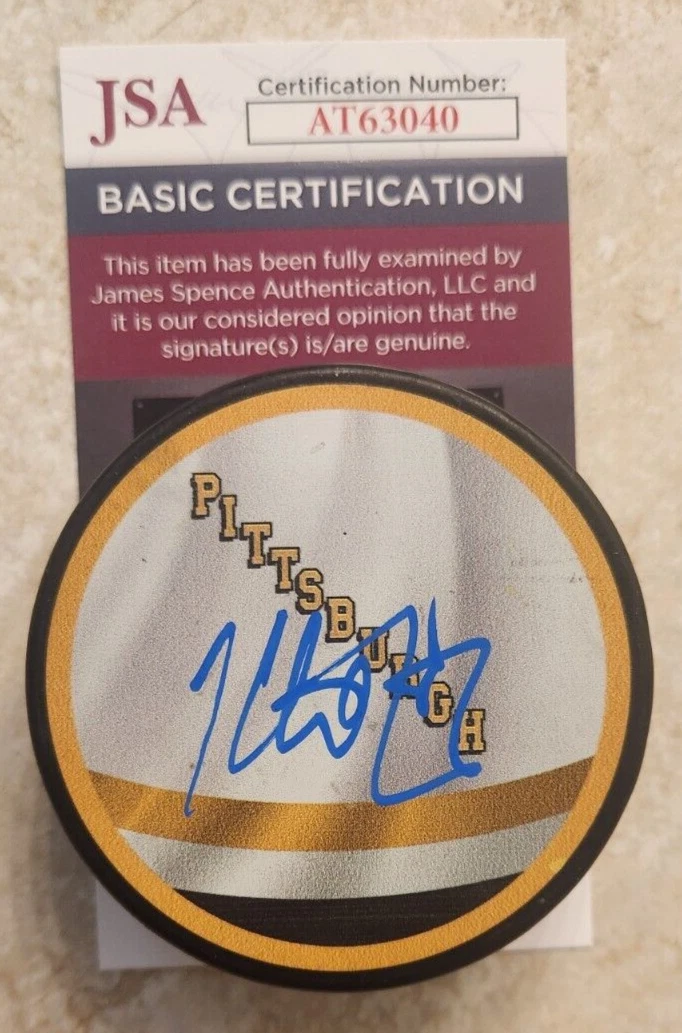 JSA
Certification Number:
AT63040
BASIC CERTIFICATION
This item has been fully examined by
James Spence Authentication, LLC and
it is our considered opinion that the
signature(s) is/are genuine.
PITTSBURGH